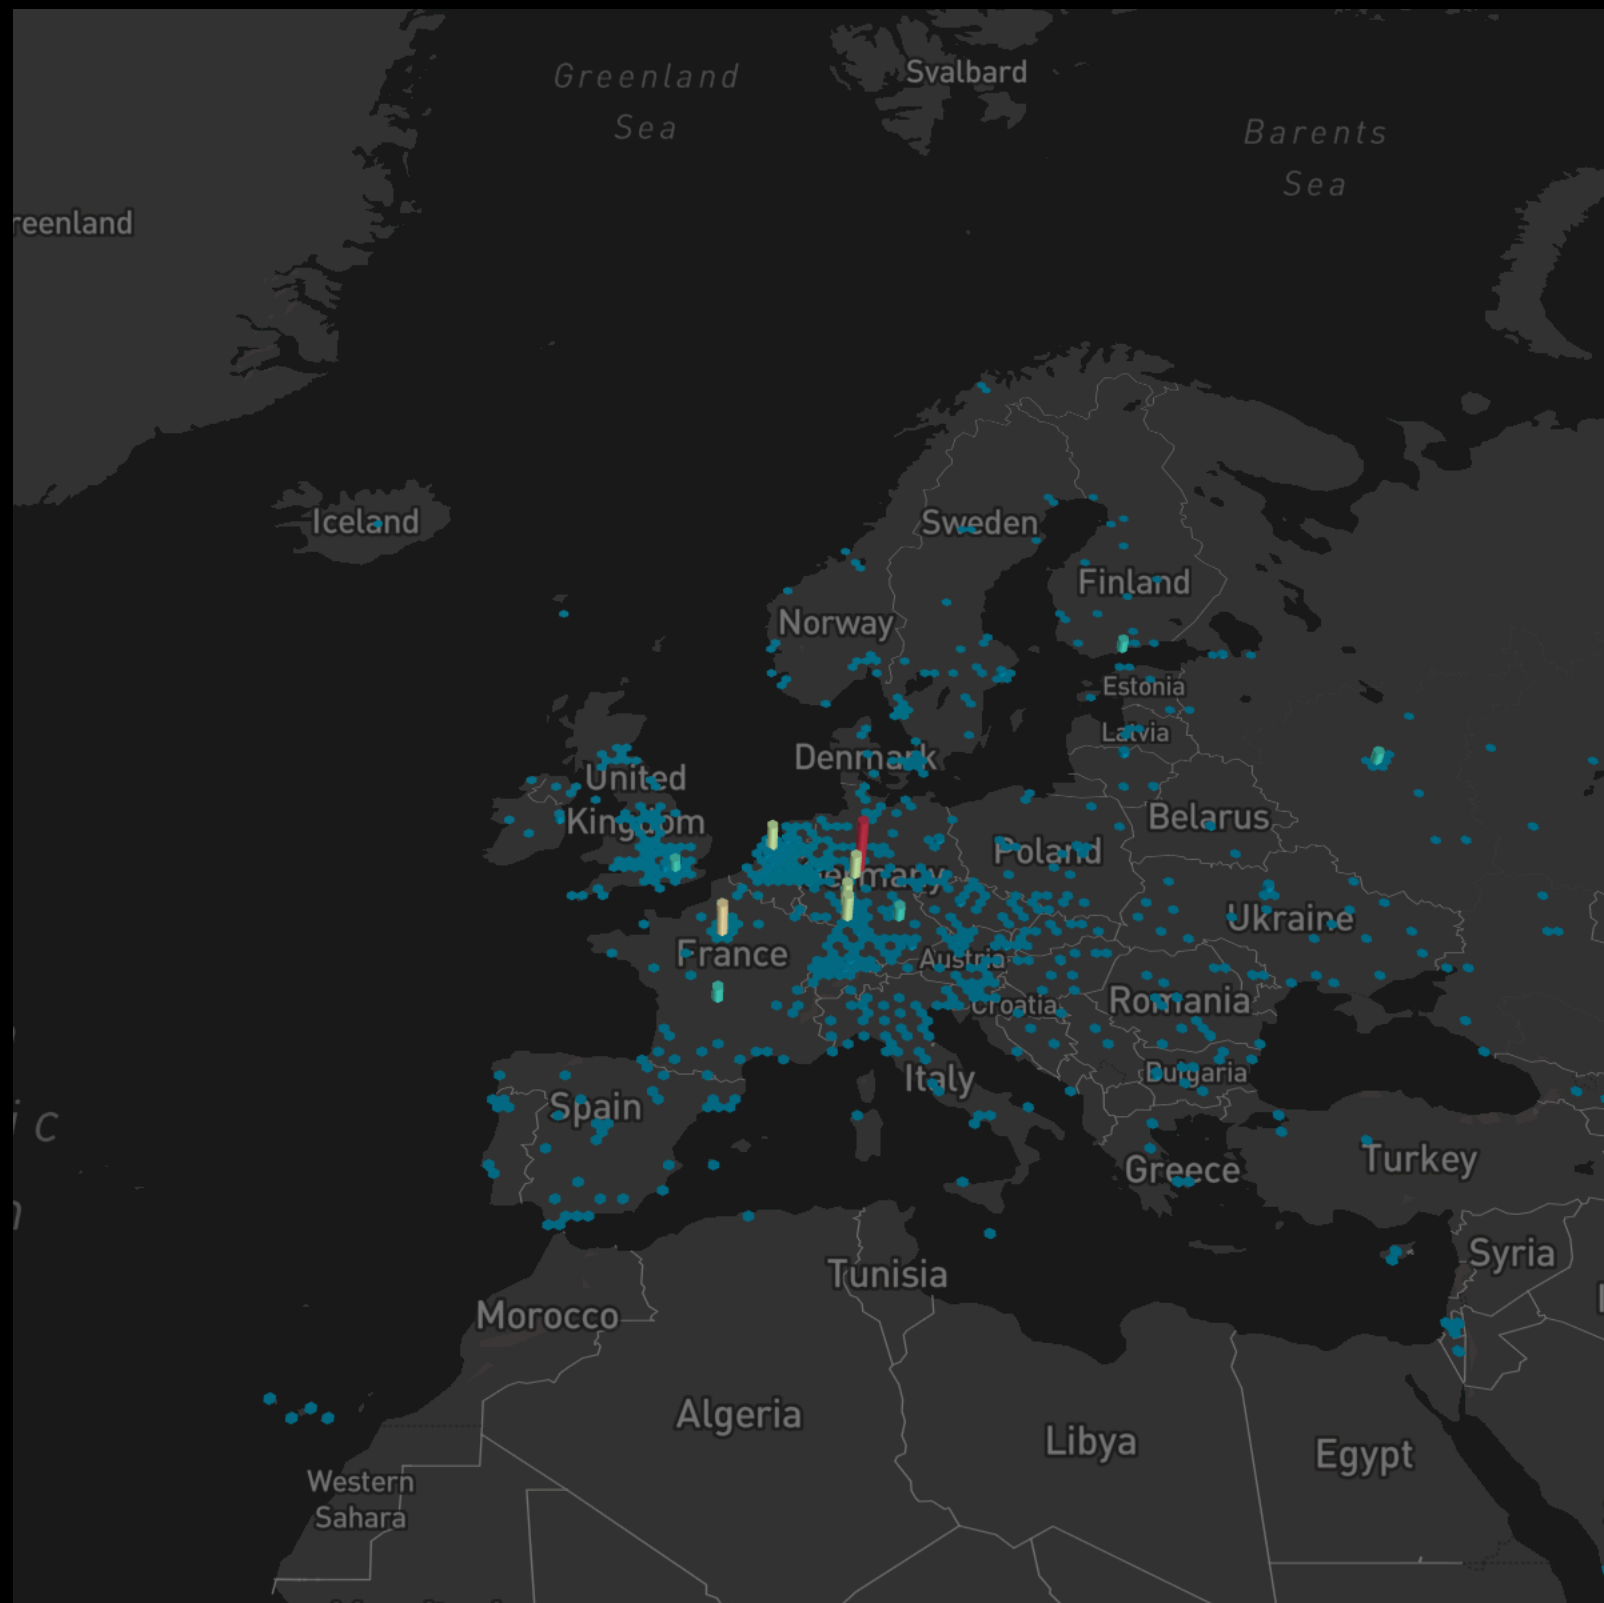 Svalbard
Greenland
Sea
Barents
Sea
reenland
Iceland
Sweden
Finland
Norway
Estonia
Latvia
Denmark
United
Kingdom
Belarus
Poland
Germany
Ukraine
France
Austria
Croatia
Romania
Italy
Bulgaria
Spain
ic
Turkey
Greece
n
Syria
Tunisia
Morocco
Algeria
Libya
Egypt
Western
Sahara